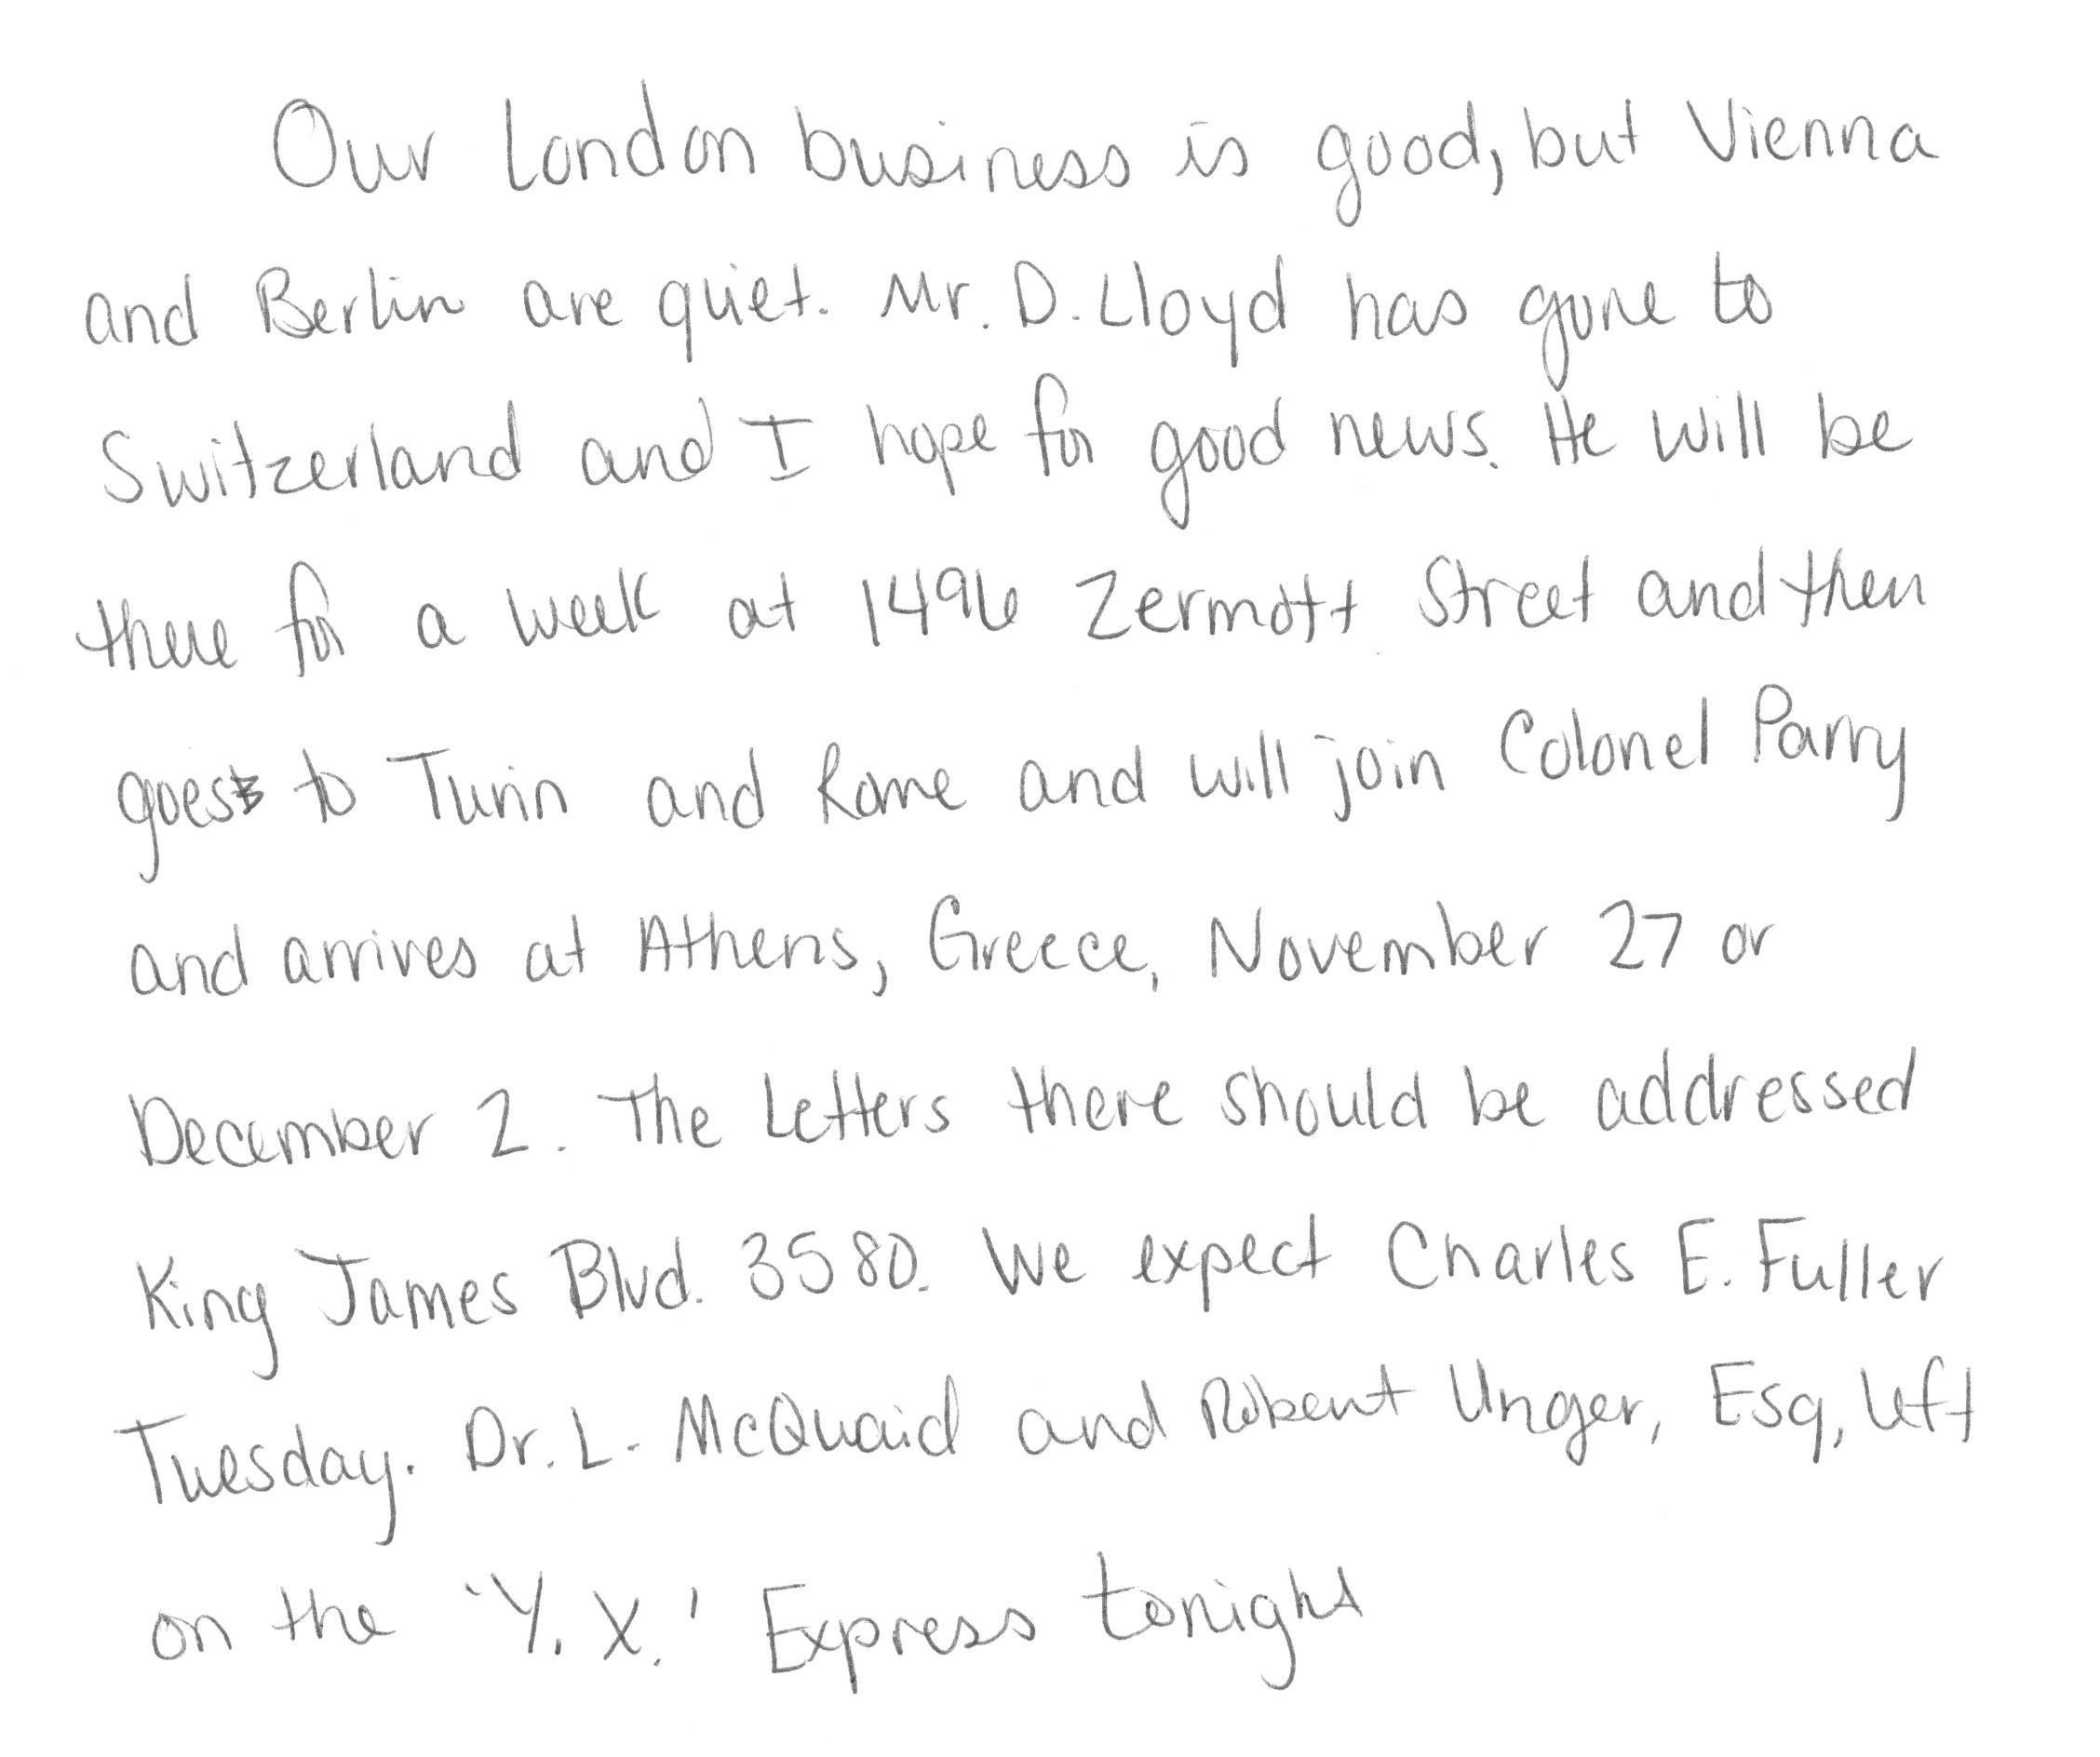 Our London business is good, but Vienna
and Berlin are quiet. Mr. D. Lloyd has gone to
Switzerland and I hope for good news. He will be
there for a week at 1496 Zermott Street and then
goes to Turin and Rome and will join Colonel Parry
and arrives at Athens, Greece, November 27 or
December 2. The Letters there should be addressed
King James Blvd. 3580. We expect Charles E. Fuller
Tuesday. Dr. L. McQuaid and Robert Unger, Esq, left
on the 'Y. X.' Express tonight